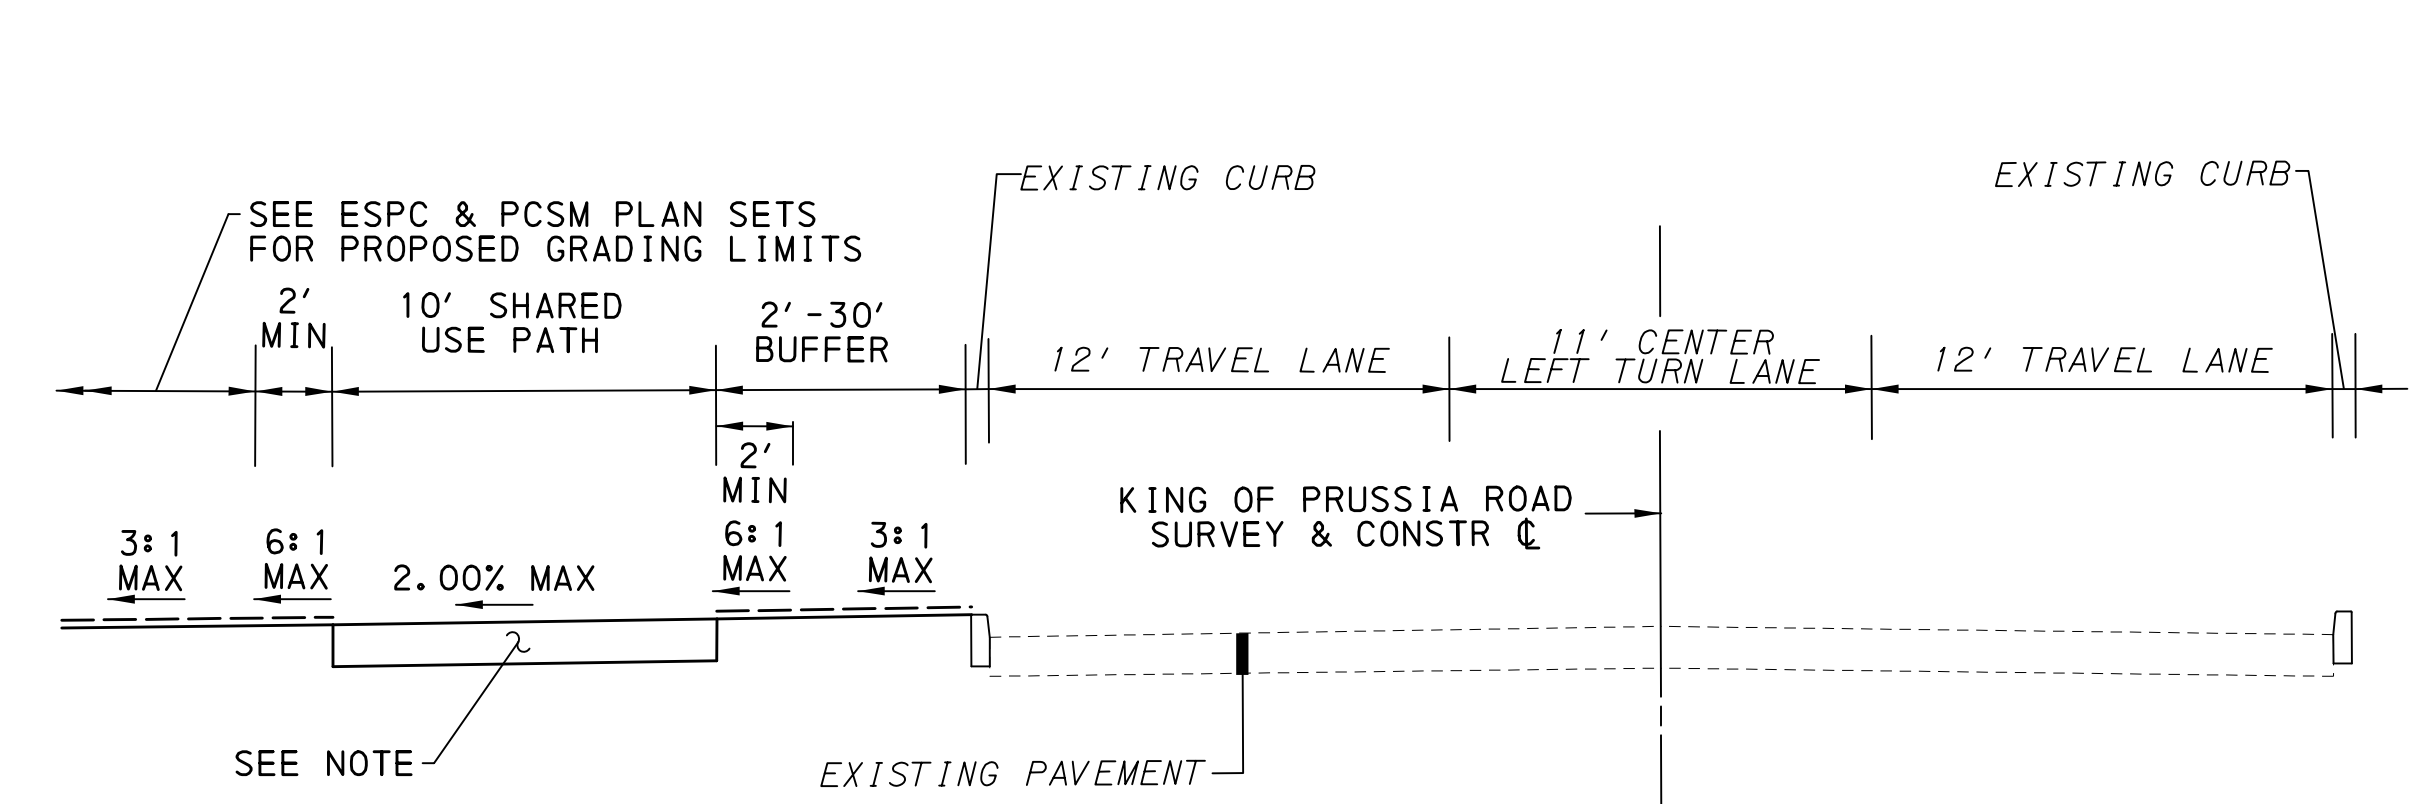 EXISTING CURB
EXISTING CURB
SEE ESPC & PCSM PLAN SETS
FOR PROPOSED GRADING LIMITS
2'
MIN
10' SHARED
USE PATH
2'-30'
BUFFER
12' TRAVEL LANE
11' CENTER
LEFT TURN LANE
12' TRAVEL LANE
2'
MIN
KING OF PRUSSIA ROAD
SURVEY & CONSTR ℄
3:1
MAX
6:1
MAX
2.00% MAX
6:1
MAX
3:1
MAX
SEE NOTE
EXISTING PAVEMENT